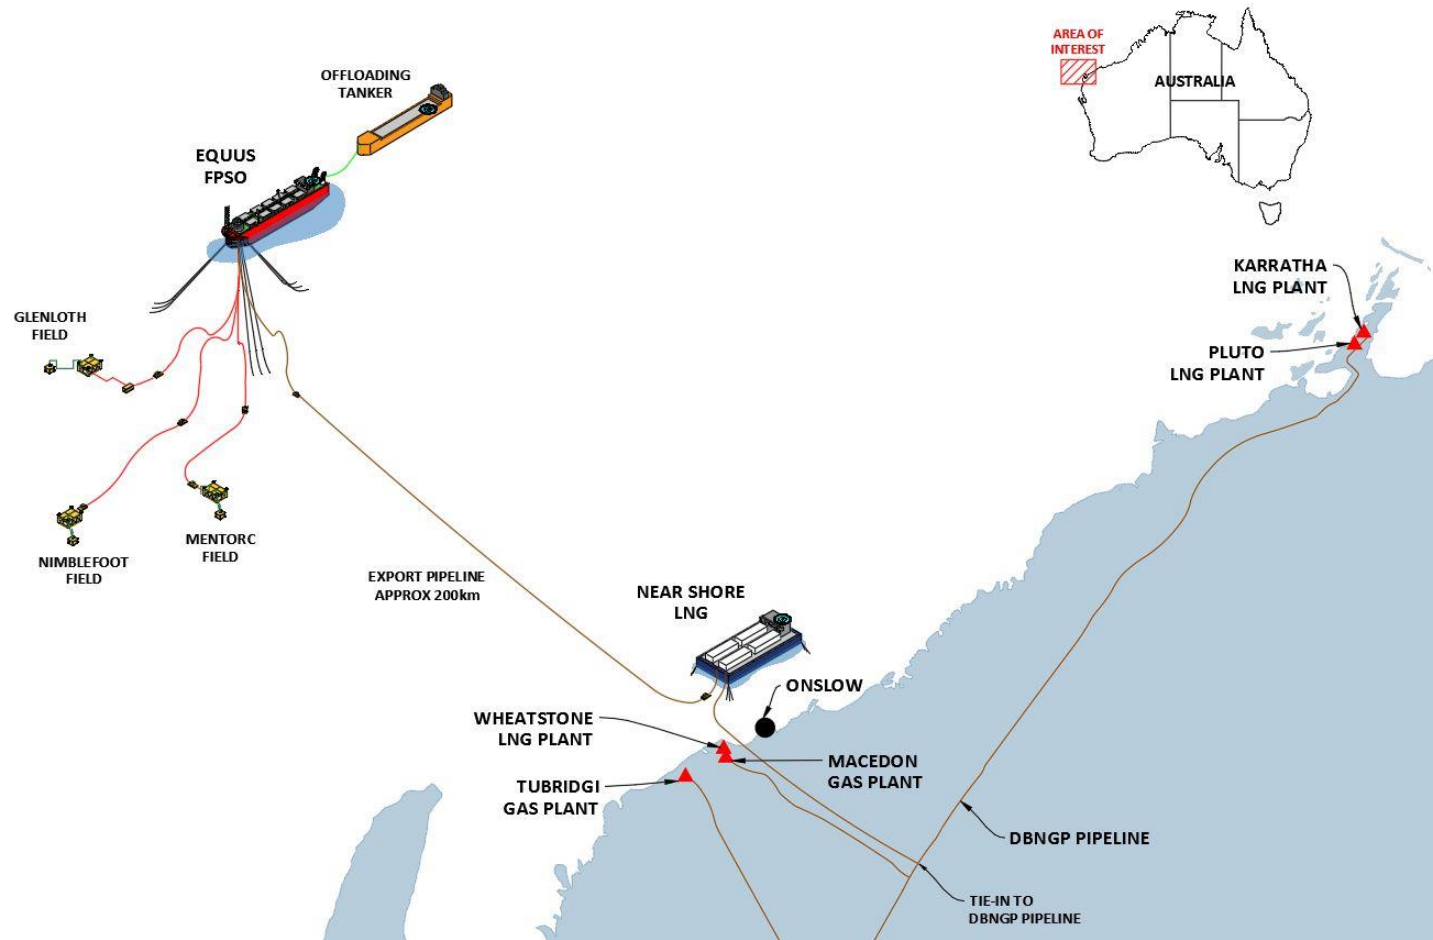 AREA OF
INTEREST
AUSTRALIA
OFFLOADING
TANKER
EQUUS
FPSO
KARRATHA
LNG PLANT
GLENLOTH
FIELD
PLUTO
LNG PLANT
MENTORC
FIELD
NIMBLEFOOT
FIELD
EXPORT PIPELINE
APPROX 200km
NEAR SHORE
LNG
ONSLOW
WHEATSTONE
LNG PLANT
MACEDON
GAS PLANT
TUBRIDGI
GAS PLANT
DBNGP PIPELINE
TIE-IN TO
DBNGP PIPELINE